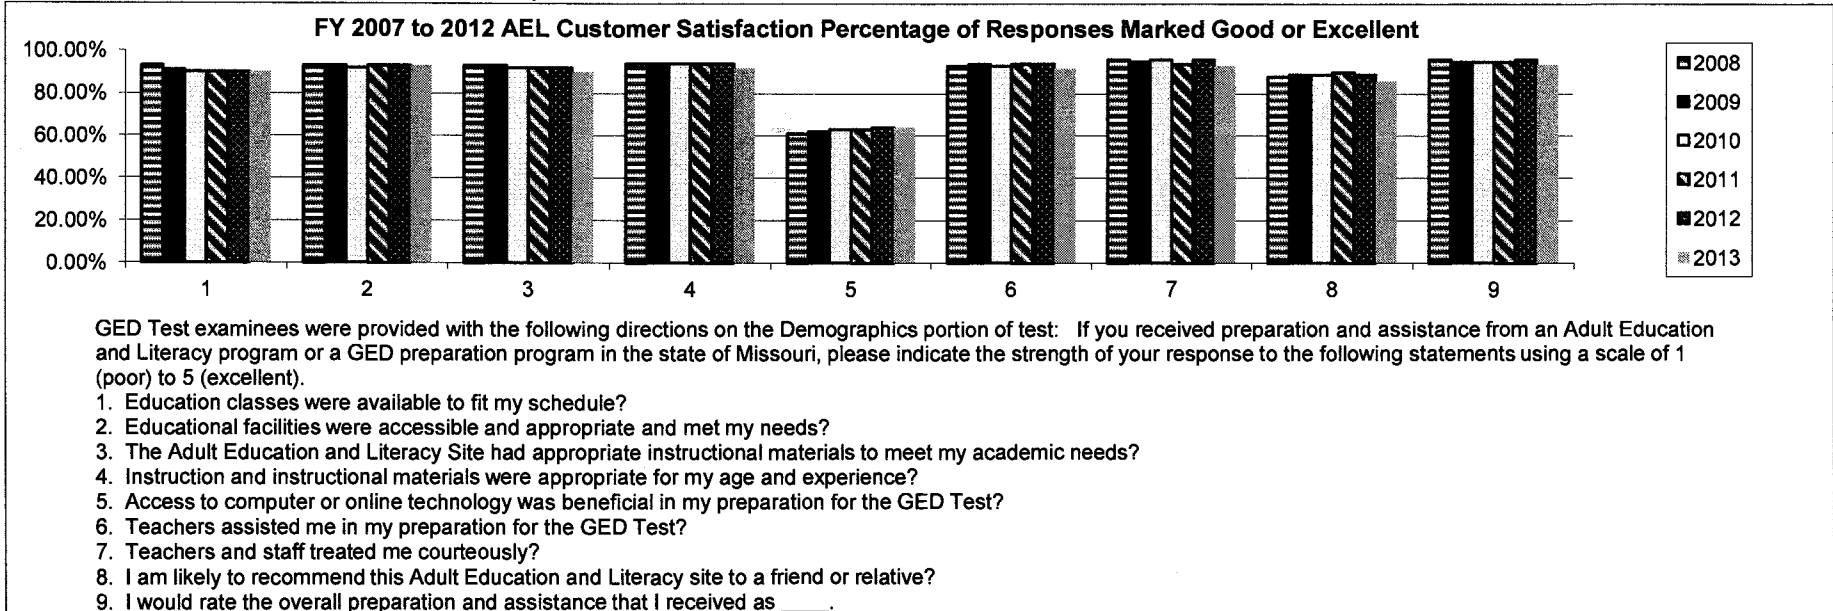 FY 2007 to 2012 AEL Customer Satisfaction Percentage of Responses Marked Good or Excellent
100.00%
80.00%
60.00%
40.00%
20.00%
0.00%
1 2 3 4 5 6 7 8 9
2008
2009
2010
2011
2012
2013
GED Test examinees were provided with the following directions on the Demographics portion of test: If you received preparation and assistance from an Adult Education
and Literacy program or a GED preparation program in the state of Missouri, please indicate the strength of your response to the following statements using a scale of 1
(poor) to 5 (excellent).
1. Education classes were available to fit my schedule?
2. Educational facilities were accessible and appropriate and met my needs?
3. The Adult Education and Literacy Site had appropriate instructional materials to meet my academic needs?
4. Instruction and instructional materials were appropriate for my age and experience?
5. Access to computer or online technology was beneficial in my preparation for the GED Test?
6. Teachers assisted me in my preparation for the GED Test?
7. Teachers and staff treated me courteously?
8. I am likely to recommend this Adult Education and Literacy site to a friend or relative?
9. I would rate the overall preparation and assistance that I received as _____.